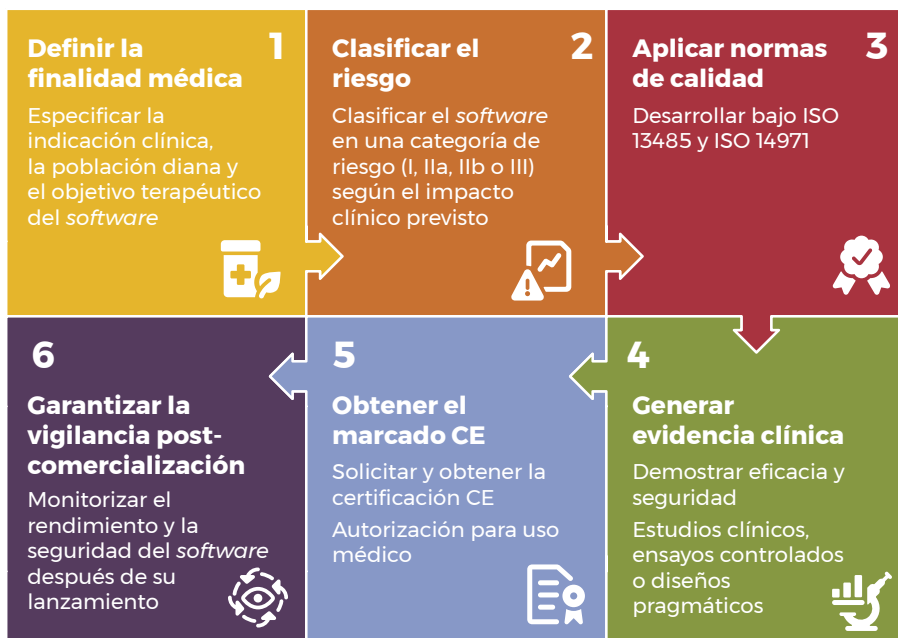 1
Definir la
finalidad médica
Especificar la
indicación clínica,
la población diana y
el objetivo terapéutico
del software
2
Clasificar el
riesgo
Clasificar el software
en una categoría de
riesgo (I, IIa, IIb o III)
según el impacto
clínico previsto
3
Aplicar normas
de calidad
Desarrollar bajo ISO
13485 y ISO 14971
4
Generar
evidencia clínica
Demostrar eficacia y
seguridad
Estudios clínicos,
ensayos controlados
o diseños
pragmáticos
5
Obtener el
marcado CE
Solicitar y obtener la
certificación CE
Autorización para uso
médico
6
Garantizar la
vigilancia post-
comercialización
Monitorizar el
rendimiento y la
seguridad del software
después de su
lanzamiento